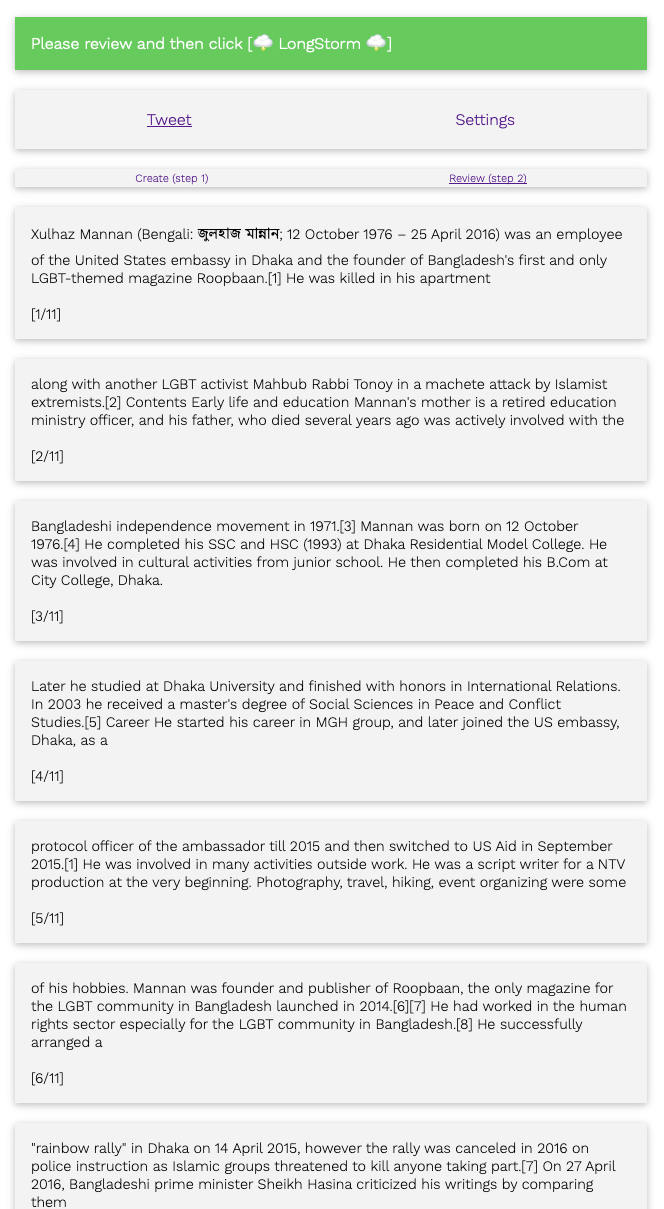 Please review and then click [🌩️ LongStorm 🌩️]
Tweet
Settings
Create (step 1)
Review (step 2)
Xulhaz Mannan (Bengali: জুলহাজ মান্নান; 12 October 1976 – 25 April 2016) was an employee
of the United States embassy in Dhaka and the founder of Bangladesh's first and only
LGBT-themed magazine Roopbaan.[1] He was killed in his apartment
[1/11]
along with another LGBT activist Mahbub Rabbi Tonoy in a machete attack by Islamist
extremists.[2] Contents Early life and education Mannan's mother is a retired education
ministry officer, and his father, who died several years ago was actively involved with the
[2/11]
Bangladeshi independence movement in 1971.[3] Mannan was born on 12 October
1976.[4] He completed his SSC and HSC (1993) at Dhaka Residential Model College. He
was involved in cultural activities from junior school. He then completed his B.Com at
City College, Dhaka.
[3/11]
Later he studied at Dhaka University and finished with honors in International Relations.
In 2003 he received a master's degree of Social Sciences in Peace and Conflict
Studies.[5] Career He started his career in MGH group, and later joined the US embassy,
Dhaka, as a
[4/11]
protocol officer of the ambassador till 2015 and then switched to US Aid in September
2015.[1] He was involved in many activities outside work. He was a script writer for a NTV
production at the very beginning. Photography, travel, hiking, event organizing were some
[5/11]
of his hobbies. Mannan was founder and publisher of Roopbaan, the only magazine for
the LGBT community in Bangladesh launched in 2014.[6][7] He had worked in the human
rights sector especially for the LGBT community in Bangladesh.[8] He successfully
arranged a
[6/11]
"rainbow rally" in Dhaka on 14 April 2015, however the rally was canceled in 2016 on
police instruction as Islamic groups threatened to kill anyone taking part.[7] On 27 April
2016, Bangladeshi prime minister Sheikh Hasina criticized his writings by comparing
them